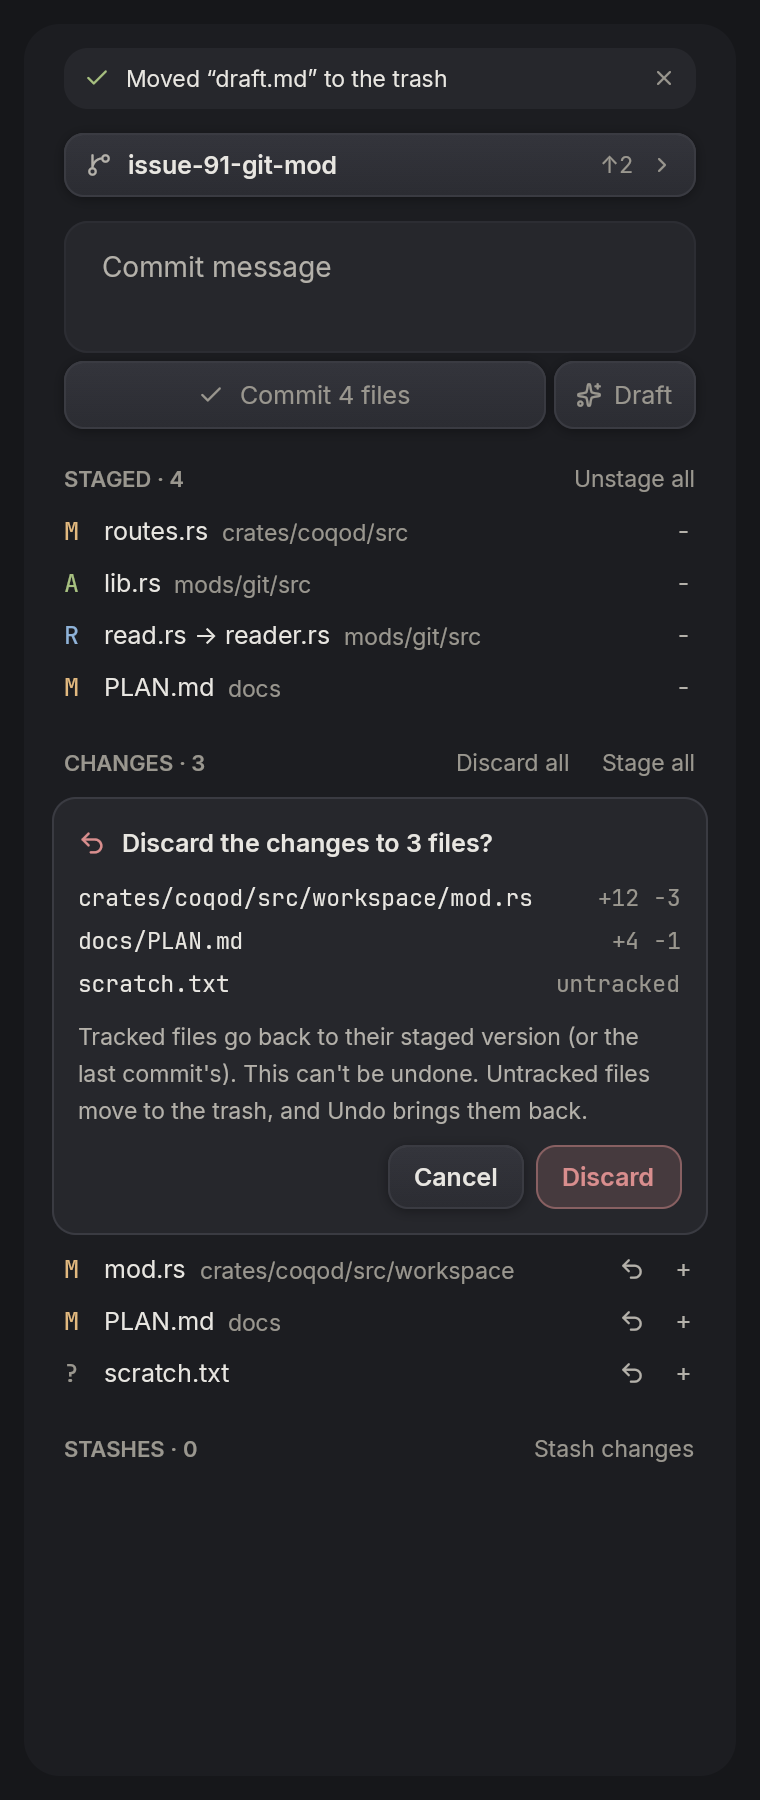 Moved “draft.md” to the trash
issue-91-git-mod ↑2
Commit message
Commit 4 files
Draft
STAGED · 4 Unstage all
M routes.rs crates/coqod/src -
A lib.rs mods/git/src -
R read.rs → reader.rs mods/git/src -
M PLAN.md docs -
CHANGES · 3 Discard all Stage all
Discard the changes to 3 files?
crates/coqod/src/workspace/mod.rs +12 -3
docs/PLAN.md +4 -1
scratch.txt untracked
Tracked files go back to their staged version (or the
last commit's). This can't be undone. Untracked files
move to the trash, and Undo brings them back.
Cancel Discard
M mod.rs crates/coqod/src/workspace +
M PLAN.md docs +
? scratch.txt +
STASHES · 0 Stash changes